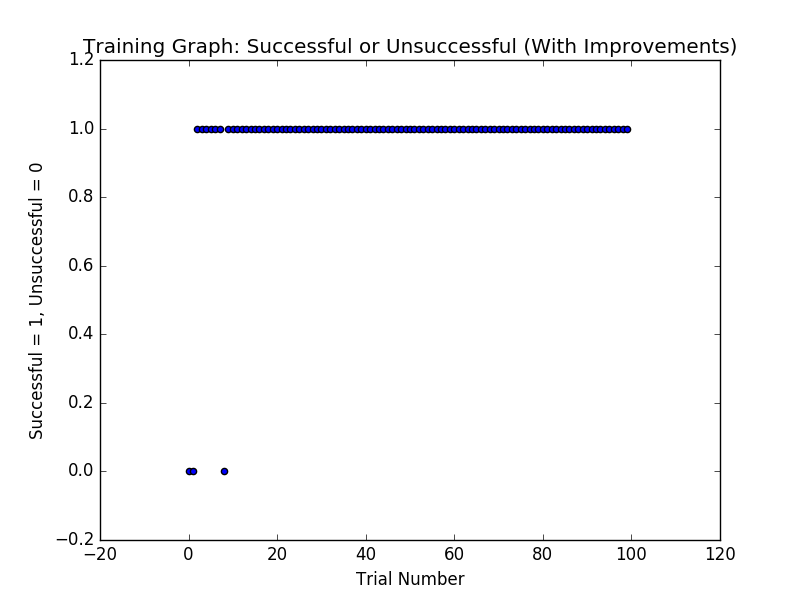 Training Graph: Successful or Unsuccessful (With Improvements)
Successful = 1, Unsuccessful = 0
1.2
1.0
0.8
0.6
0.4
0.2
0.0
−0.2
−20 0 20 40 60 80 100 120
Trial Number